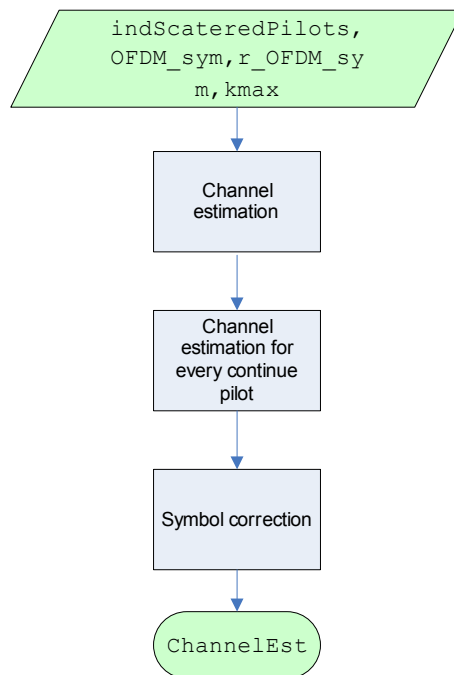 indScateredPilots,
OFDM_sym,r_OFDM_sy
m,kmax
Channel
estimation
Channel
estimation for
every continue
pilot
Symbol correction
ChannelEst